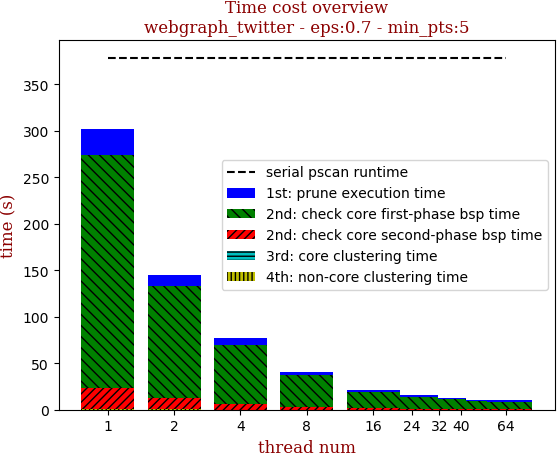 Time cost overview
webgraph_twitter - eps:0.7 - min_pts:5
time (s)
350
300
250
200
150
100
50
0
serial pscan runtime
1st: prune execution time
2nd: check core first-phase bsp time
2nd: check core second-phase bsp time
3rd: core clustering time
4th: non-core clustering time
1 2 4 8 16 24 32 40 64
thread num